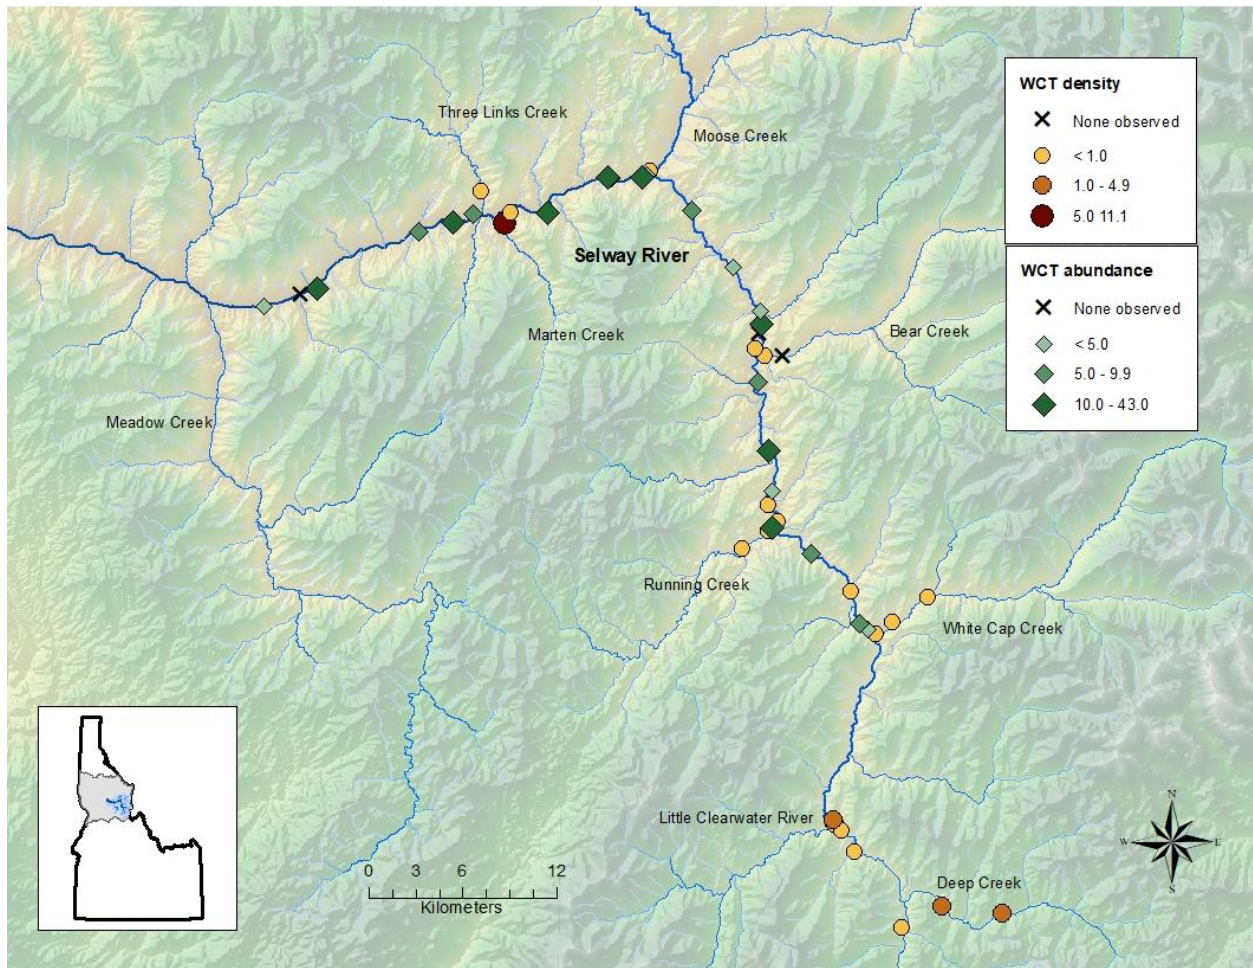 WCT density
None observed
< 1.0
1.0 - 4.9
5.0 11.1
WCT abundance
None observed
< 5.0
5.0 - 9.9
10.0 - 43.0
Three Links Creek
Moose Creek
Selway River
Marten Creek
Bear Creek
Meadow Creek
Running Creek
White Cap Creek
Little Clearwater River
Deep Creek
0 3 6 12
Kilometers
N
W E
S